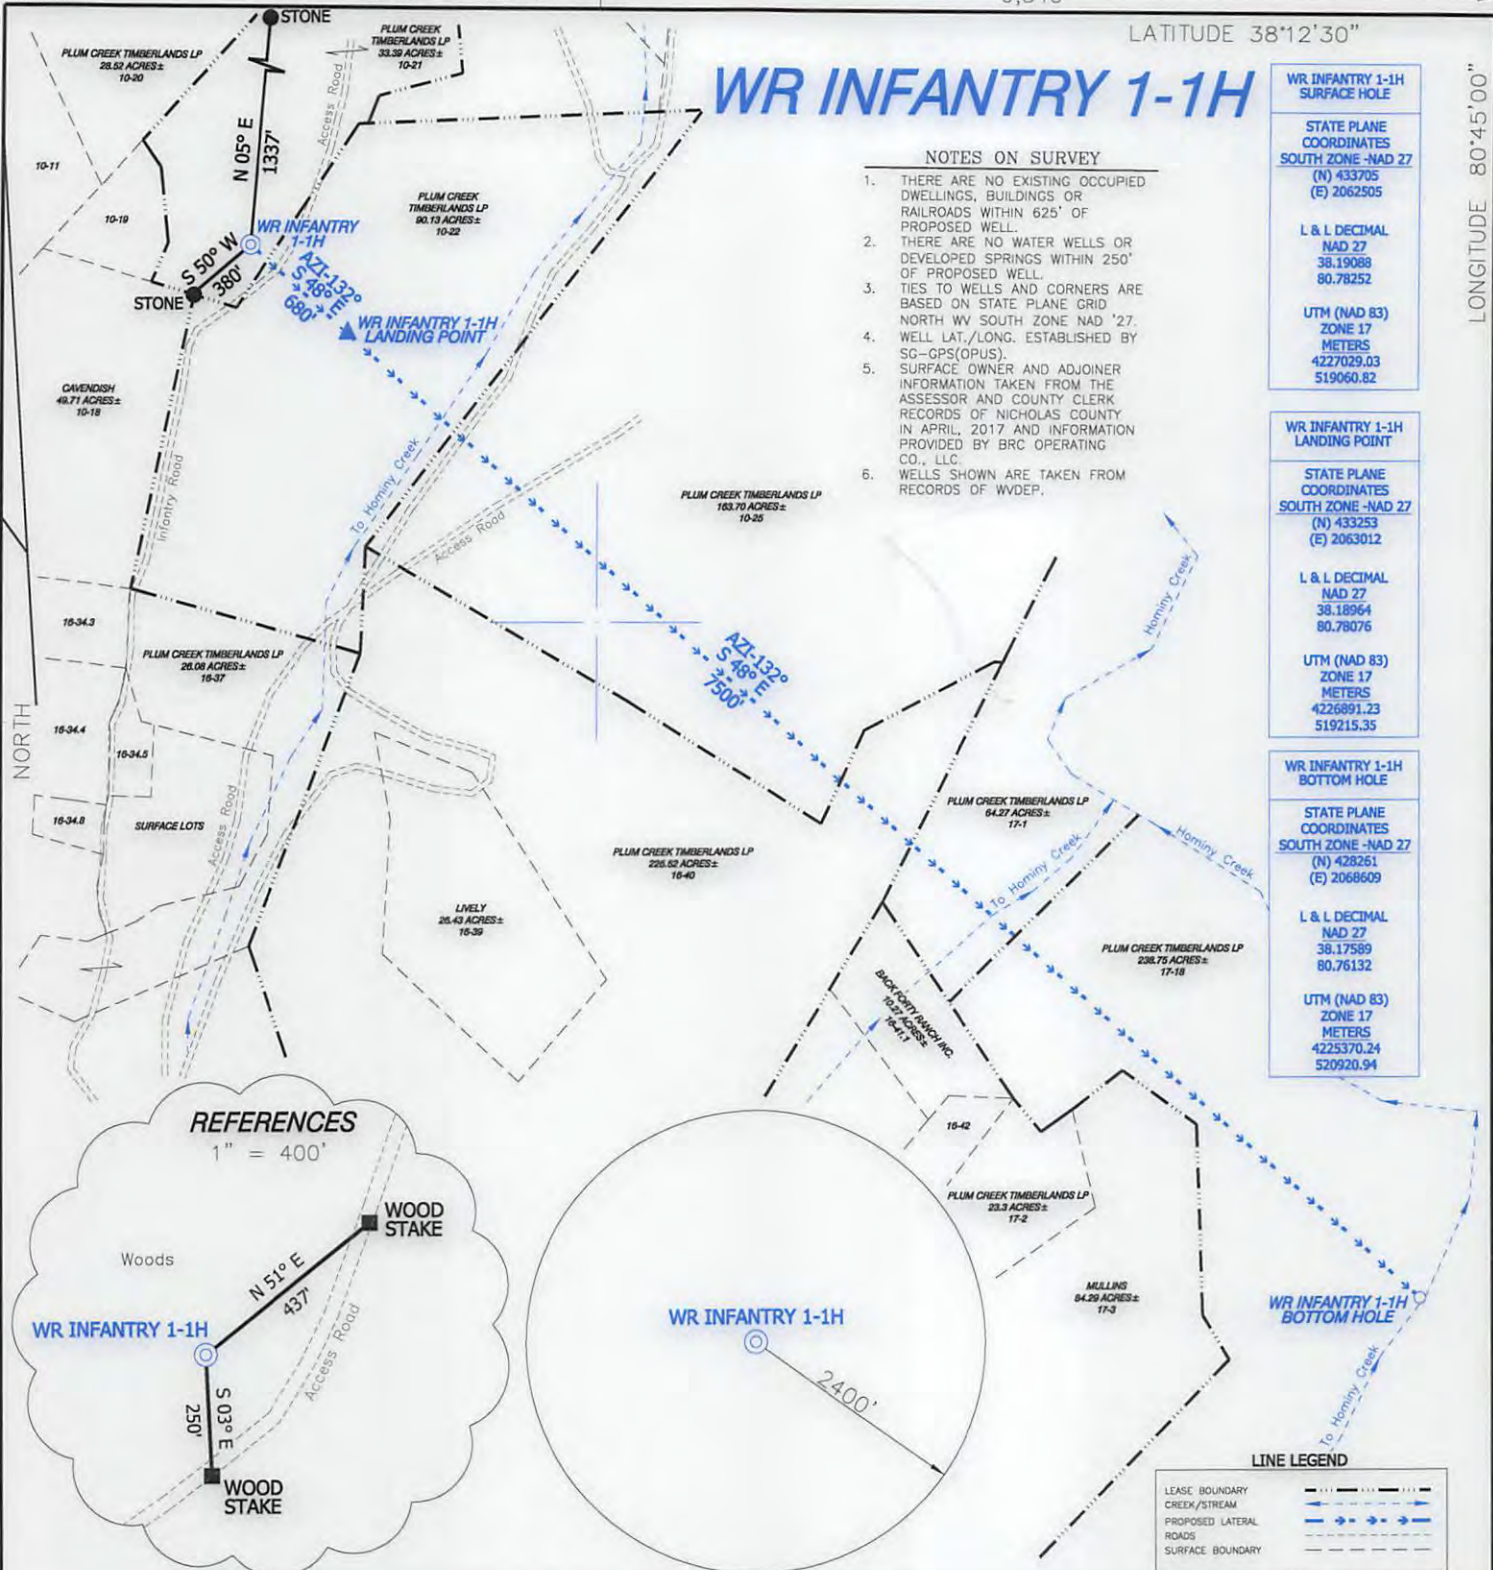 LATITUDE 38°12'30"
LONGITUDE 80°45'00"
WR INFANTRY 1-1H
STONE
N 05° E
1337'
PLUM CREEK TIMBERLANDS LP
28.52 ACRES±
10-20
PLUM CREEK
TIMBERLANDS LP
33.39 ACRES±
10-21
Access Road
10-11
10-19
PLUM CREEK
TIMBERLANDS LP
90.13 ACRES±
10-22
WR INFANTRY
1-1H
S 50° W
380'
STONE
AZI-132°
S 48° E
680'
WR INFANTRY 1-1H
LANDING POINT
CAVENDISH
49.71 ACRES±
10-18
Infantry Road
To Hominy Creek
Access Road
PLUM CREEK TIMBERLANDS LP
163.70 ACRES±
10-25
NOTES ON SURVEY
1. THERE ARE NO EXISTING OCCUPIED
DWELLINGS, BUILDINGS OR
RAILROADS WITHIN 625' OF
PROPOSED WELL.
2. THERE ARE NO WATER WELLS OR
DEVELOPED SPRINGS WITHIN 250'
OF PROPOSED WELL.
3. TIES TO WELLS AND CORNERS ARE
BASED ON STATE PLANE GRID
NORTH WV SOUTH ZONE NAD '27.
4. WELL LAT./LONG. ESTABLISHED BY
SG-GPS(OPUS).
5. SURFACE OWNER AND ADJOINER
INFORMATION TAKEN FROM THE
ASSESSOR AND COUNTY CLERK
RECORDS OF NICHOLAS COUNTY
IN APRIL, 2017 AND INFORMATION
PROVIDED BY BRC OPERATING
CO., LLC.
6. WELLS SHOWN ARE TAKEN FROM
RECORDS OF WVDEP.
WR INFANTRY 1-1H
SURFACE HOLE
STATE PLANE
COORDINATES
SOUTH ZONE -NAD 27
(N) 433705
(E) 2062505
L & L DECIMAL
NAD 27
38.19088
80.78252
UTM (NAD 83)
ZONE 17
METERS
4227029.03
519060.82
WR INFANTRY 1-1H
LANDING POINT
STATE PLANE
COORDINATES
SOUTH ZONE -NAD 27
(N) 433253
(E) 2063012
L & L DECIMAL
NAD 27
38.18964
80.78076
UTM (NAD 83)
ZONE 17
METERS
4226891.23
519215.35
WR INFANTRY 1-1H
BOTTOM HOLE
STATE PLANE
COORDINATES
SOUTH ZONE -NAD 27
(N) 428261
(E) 2068609
L & L DECIMAL
NAD 27
38.17589
80.76132
UTM (NAD 83)
ZONE 17
METERS
4225370.24
520920.94
NORTH
16-34.3
PLUM CREEK TIMBERLANDS LP
26.08 ACRES±
16-37
16-34.4
16-34.5
16-34.8
SURFACE LOTS
Access Road
AZI-132°
S 48° E
7500'
Hominy Creek
PLUM CREEK TIMBERLANDS LP
64.27 ACRES±
17-1
PLUM CREEK TIMBERLANDS LP
226.52 ACRES±
16-40
LIVELY
26.43 ACRES±
16-39
To Hominy Creek
Hominy Creek
PLUM CREEK TIMBERLANDS LP
238.75 ACRES±
17-18
BACK FORTY RANCH INC.
10.27 ACRES±
16-41.1
16-42
PLUM CREEK TIMBERLANDS LP
23.3 ACRES±
17-2
MULLINS
84.29 ACRES±
17-3
WR INFANTRY 1-1H
BOTTOM HOLE
To Hominy Creek
REFERENCES
1" = 400'
Woods
WOOD
STAKE
N 51° E
437'
WR INFANTRY 1-1H
S 03° E
250'
Access Road
WOOD
STAKE
WR INFANTRY 1-1H
2400'
LINE LEGEND
LEASE BOUNDARY
CREEK/STREAM
PROPOSED LATERAL
ROADS
SURFACE BOUNDARY